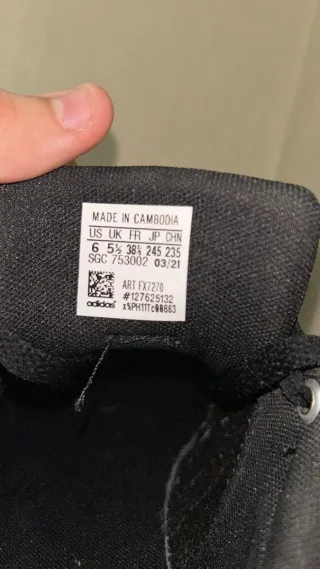 MADE IN CAMBODIA
US UK FR JP CHN
6 5½ 38⅔ 245 235
SGC 753002 03/21
ART FX7270
#127625132
adidas